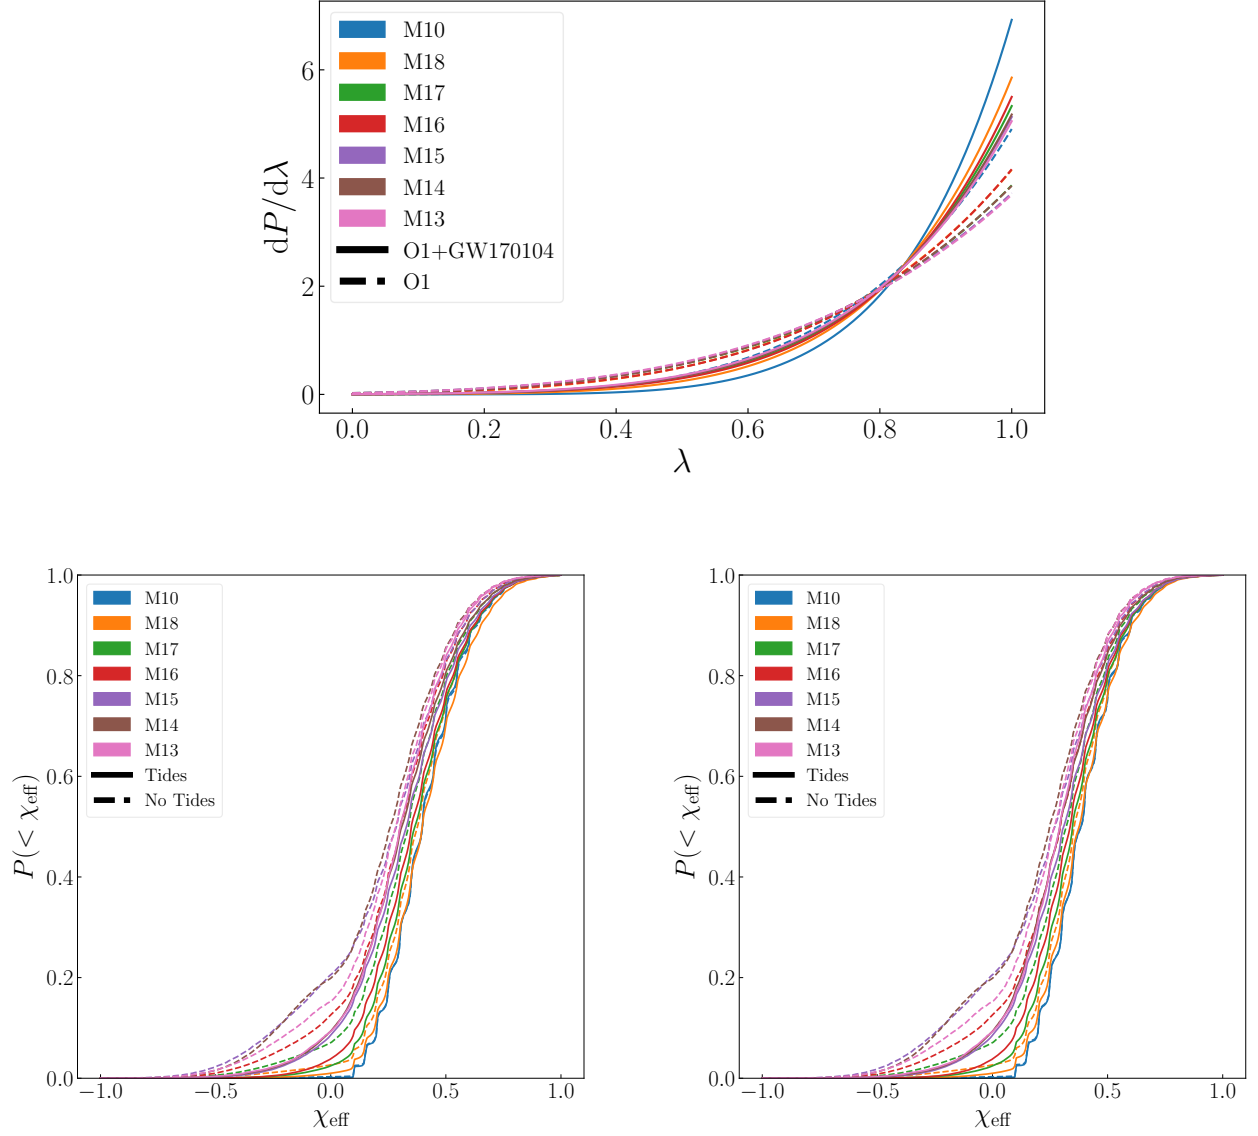 M10
M18
M17
M16
M15
M14
M13
O1+GW170104
O1
dP/dλ
6
4
2
0
0.0 0.2 0.4 0.6 0.8 1.0
λ
M10
M18
M17
M16
M15
M14
M13
Tides
No Tides
P(< χeff)
1.0
0.8
0.6
0.4
0.2
0.0
−1.0 −0.5 0.0 0.5 1.0
χeff
M10
M18
M17
M16
M15
M14
M13
Tides
No Tides
P(< χeff)
1.0
0.8
0.6
0.4
0.2
0.0
−1.0 −0.5 0.0 0.5 1.0
χeff